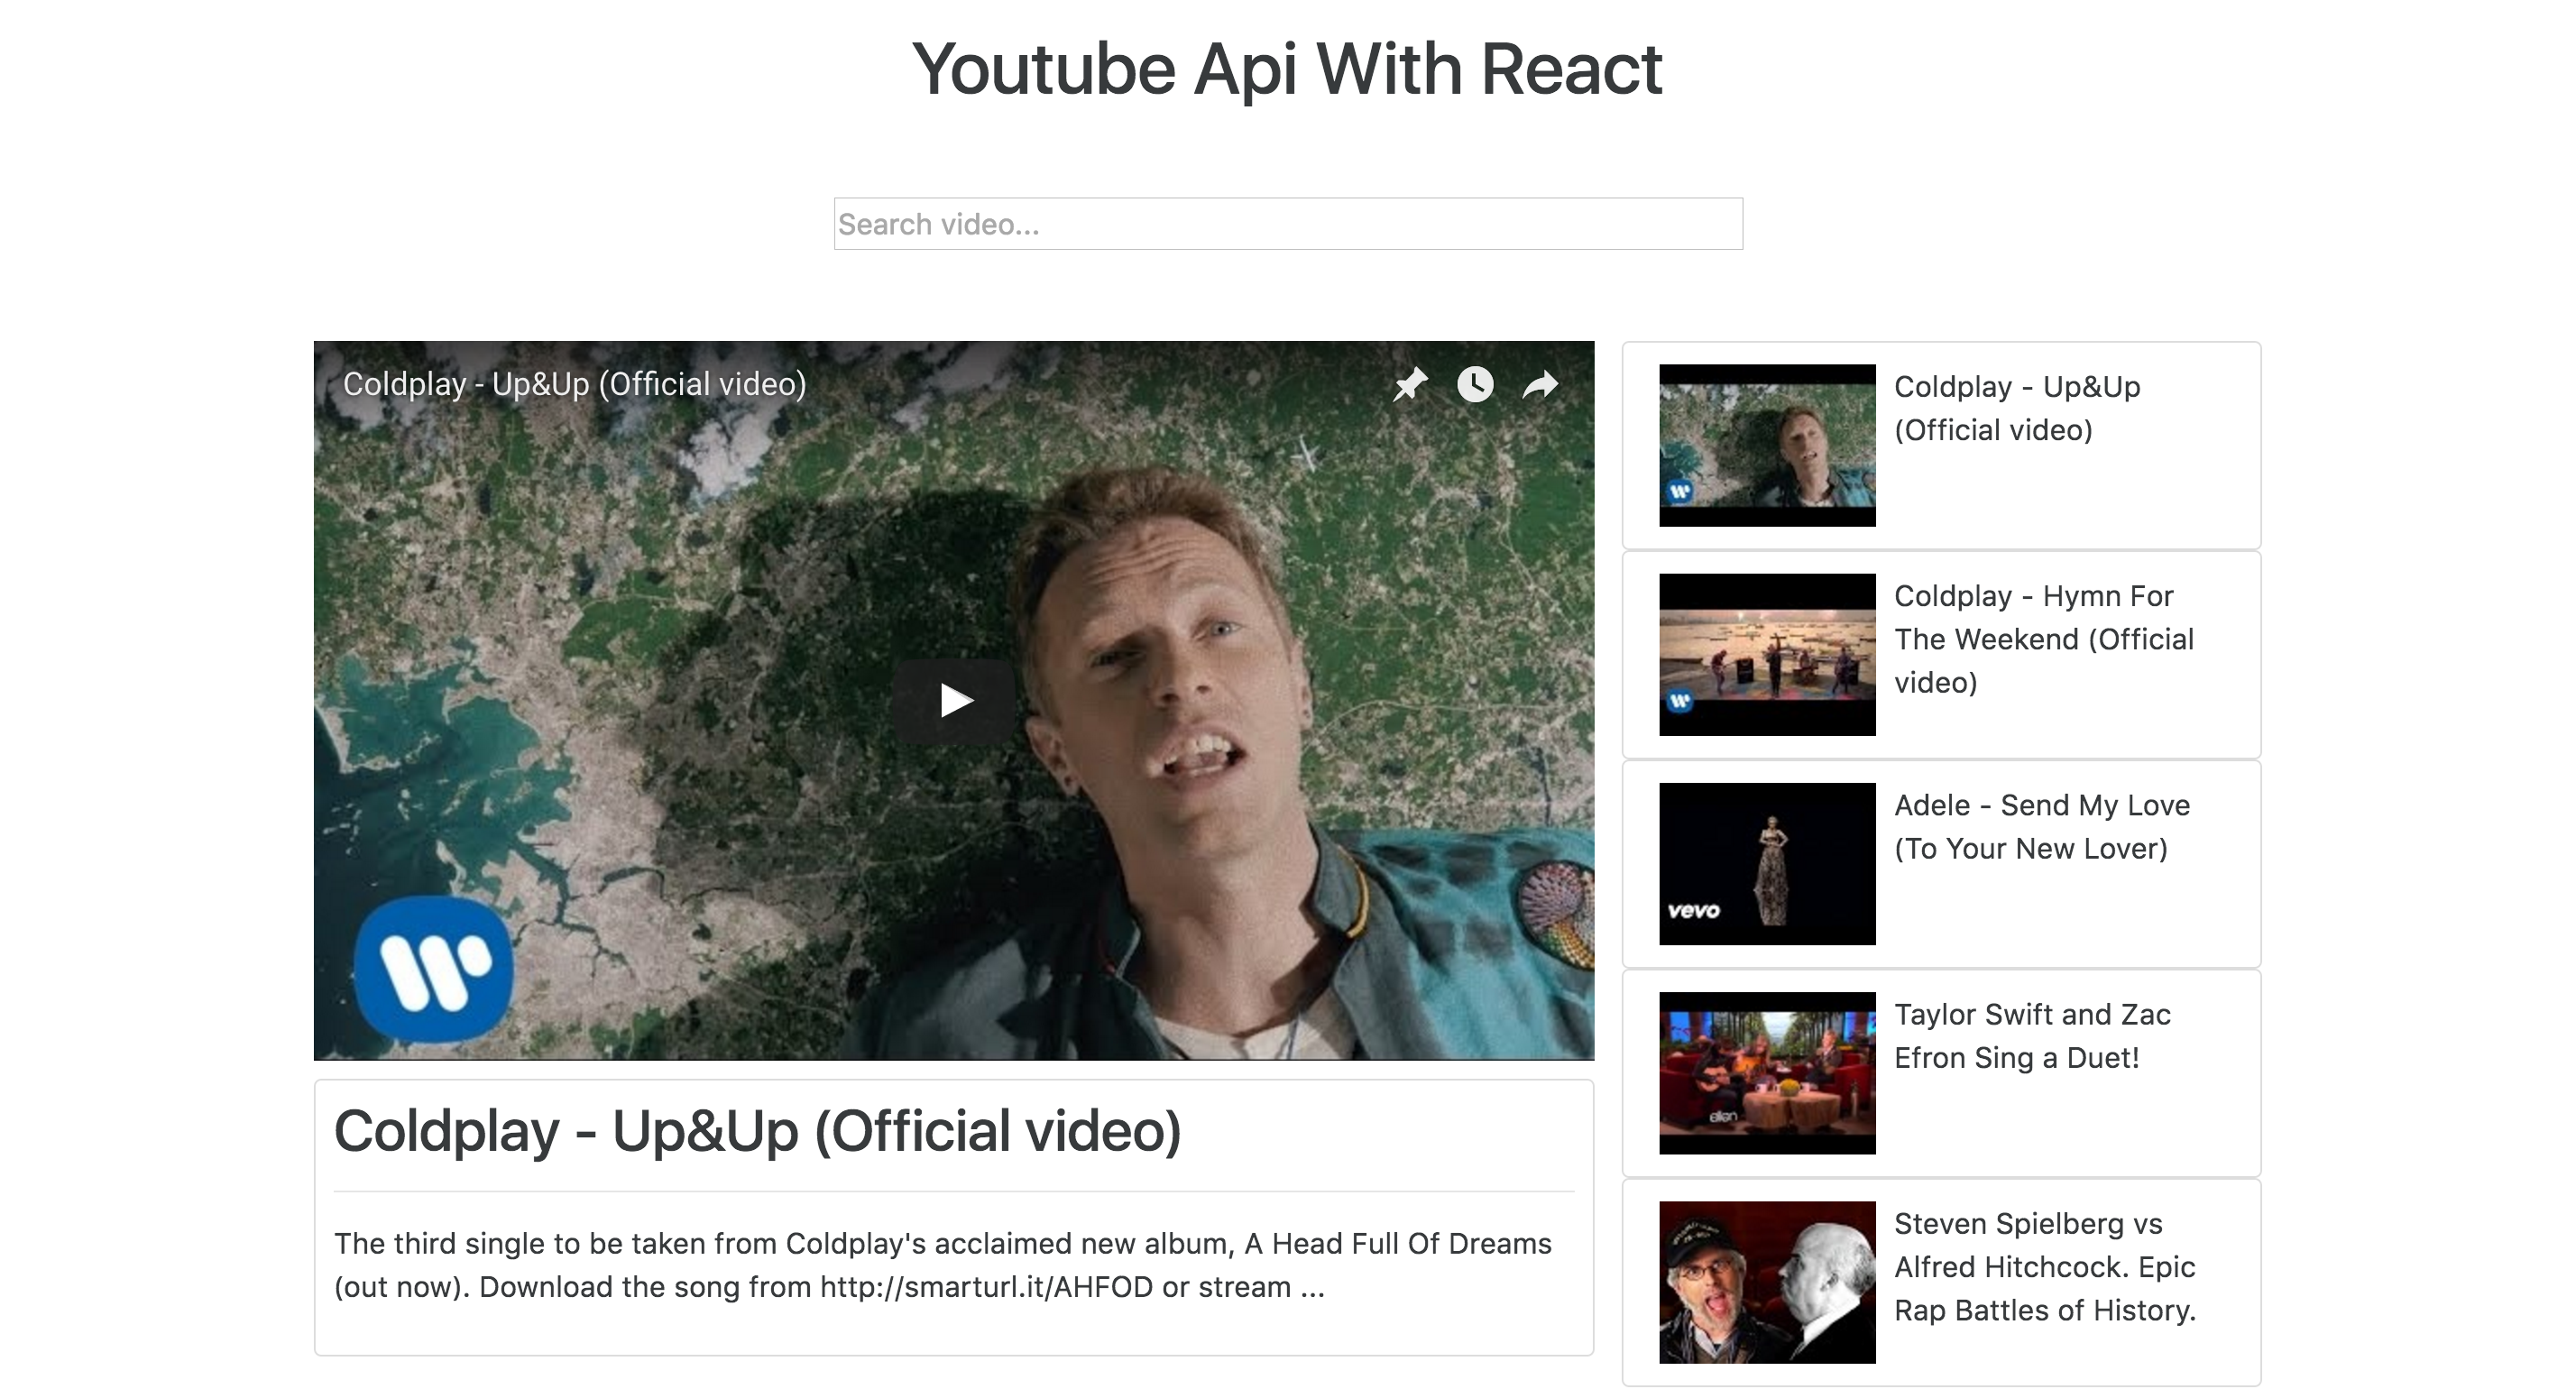 Youtube Api With React
Search video...
Coldplay - Up&Up (Official video)
Coldplay - Up&Up (Official video)
The third single to be taken from Coldplay's acclaimed new album, A Head Full Of Dreams
(out now). Download the song from http://smarturl.it/AHFOD or stream ...
Coldplay - Up&Up
(Official video)
Coldplay - Hymn For
The Weekend (Official
video)
vevo
Adele - Send My Love
(To Your New Lover)
ellen
Taylor Swift and Zac
Efron Sing a Duet!
Steven Spielberg vs
Alfred Hitchcock. Epic
Rap Battles of History.